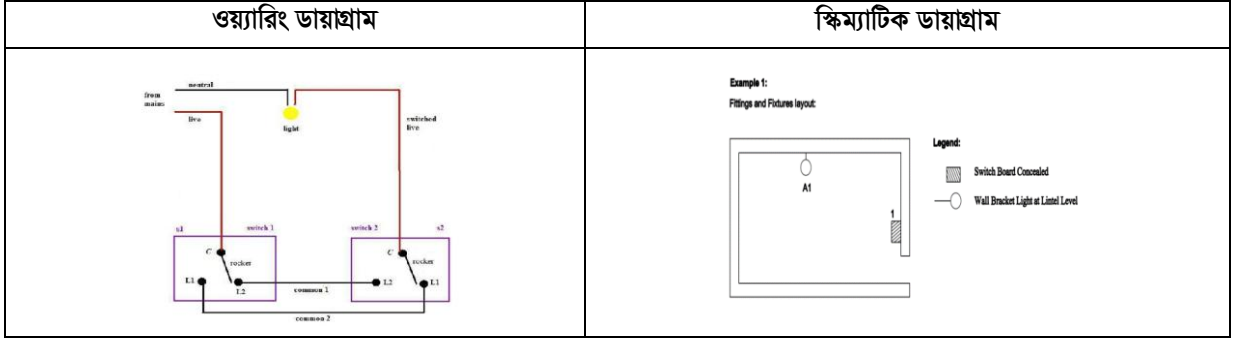 ওয়্যারিং ডায়াগ্রাম
স্কিম্যাটিক ডায়াগ্রাম
neutral
from
mains
live
light
switched
live
s1
switch 1
switch 2
s2
C
rocker
C
rocker
L1
L2
L2
L1
common 1
common 2
Example 1:
Fittings and Fixtures layout:
A1
1
Legend:
Switch Board Concealed
Wall Bracket Light at Lintel Level